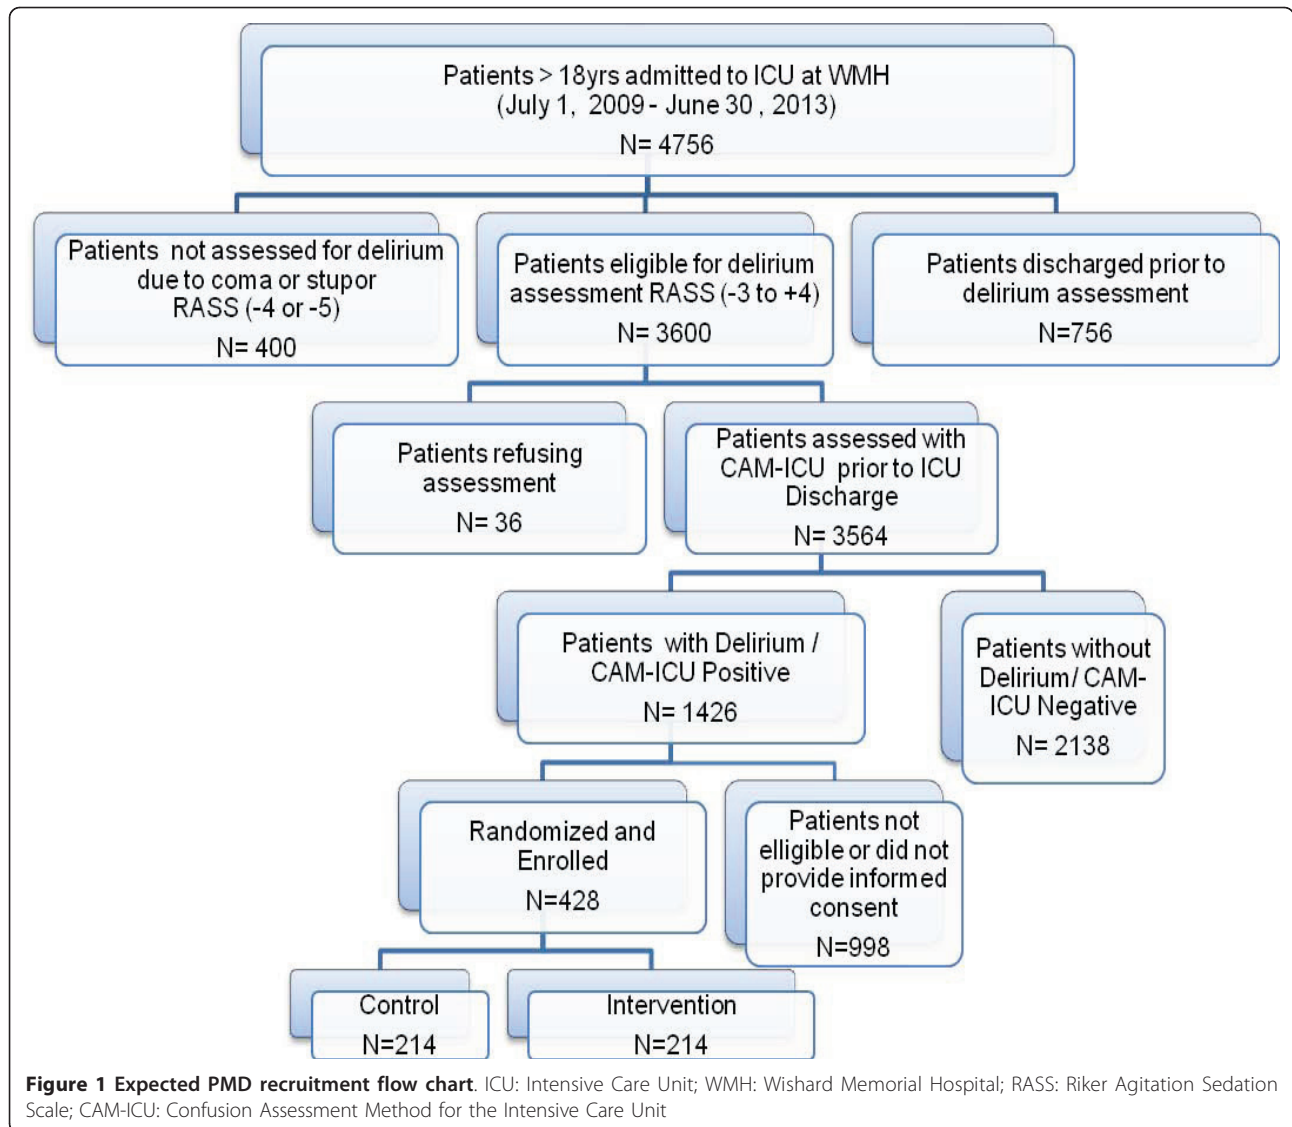 Patients > 18yrs admitted to ICU at WMH
(July 1, 2009 - June 30 , 2013)
N= 4756
Patients not assessed for delirium
due to coma or stupor
RASS (-4 or -5)
N= 400
Patients eligible for delirium
assessment RASS (-3 to +4)
N= 3600
Patients discharged prior to
delirium assessment
N=756
Patients refusing
assessment
N= 36
Patients assessed with
CAM-ICU prior to ICU
Discharge
N= 3564
Patients with Delirium /
CAM-ICU Positive
N= 1426
Patients without
Delirium/ CAM-
ICU Negative
N= 2138
Randomized and
Enrolled
N=428
Patients not
elligible or did not
provide informed
consent
N=998
Control
N=214
Intervention
N=214
Figure 1 Expected PMD recruitment flow chart. ICU: Intensive Care Unit; WMH: Wishard Memorial Hospital; RASS: Riker Agitation Sedation
Scale; CAM-ICU: Confusion Assessment Method for the Intensive Care Unit